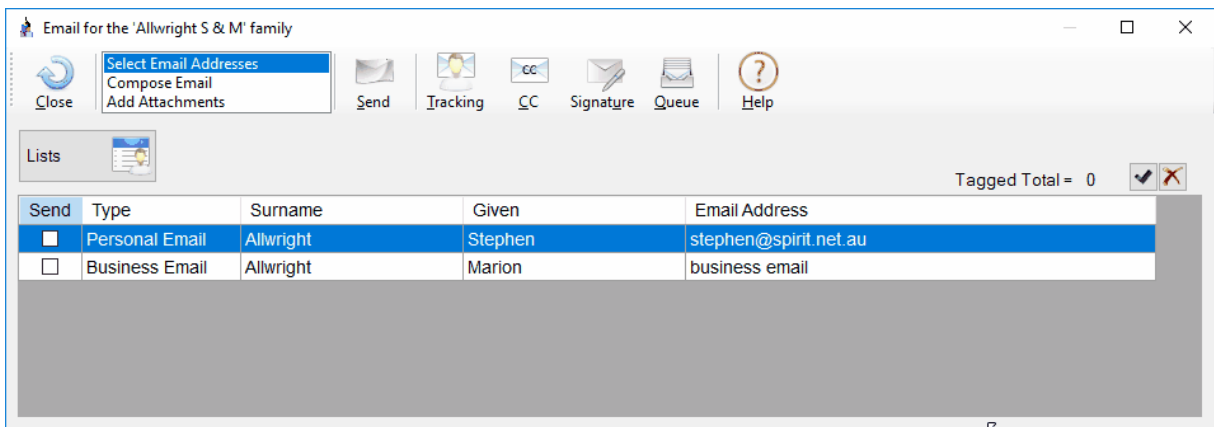 Email for the 'Allwright S & M' family
Select Email Addresses
Compose Email
Add Attachments
Close Send Tracking CC Signature Queue Help
Lists
Tagged Total = 0
Send Type Surname Given Email Address
Personal Email Allwright Stephen stephen@spirit.net.au
Business Email Allwright Marion business email